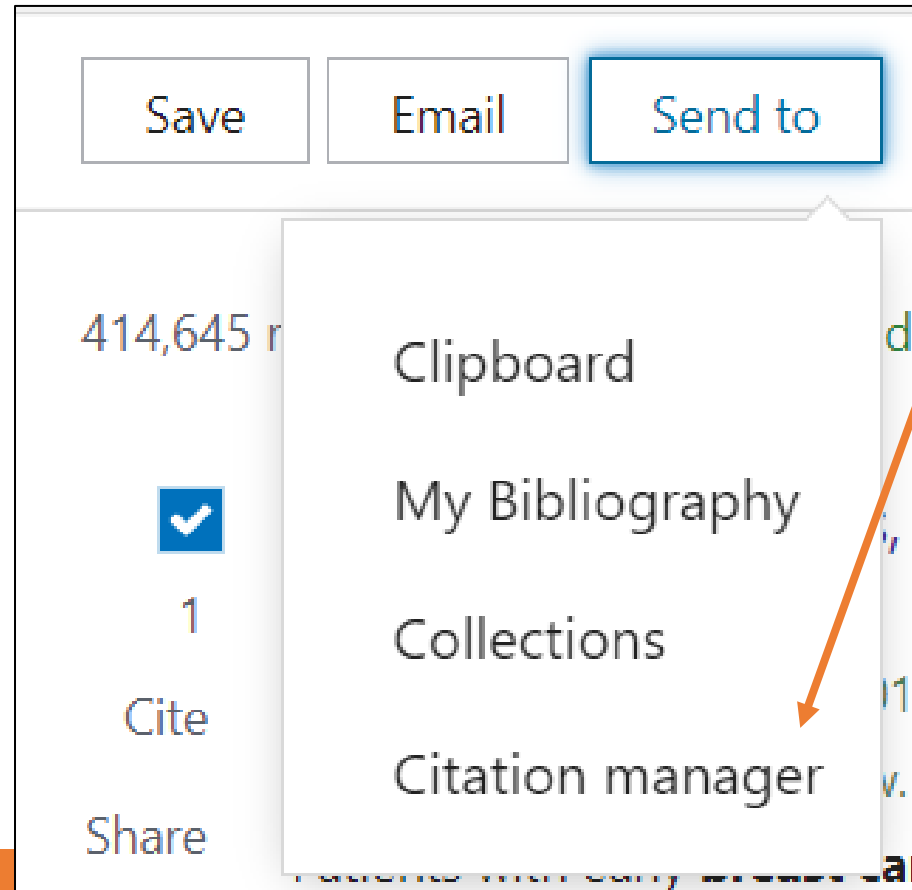 Save Email Send to
414,645
Clipboard
My Bibliography
1
Collections
Cite
Citation manager
Share